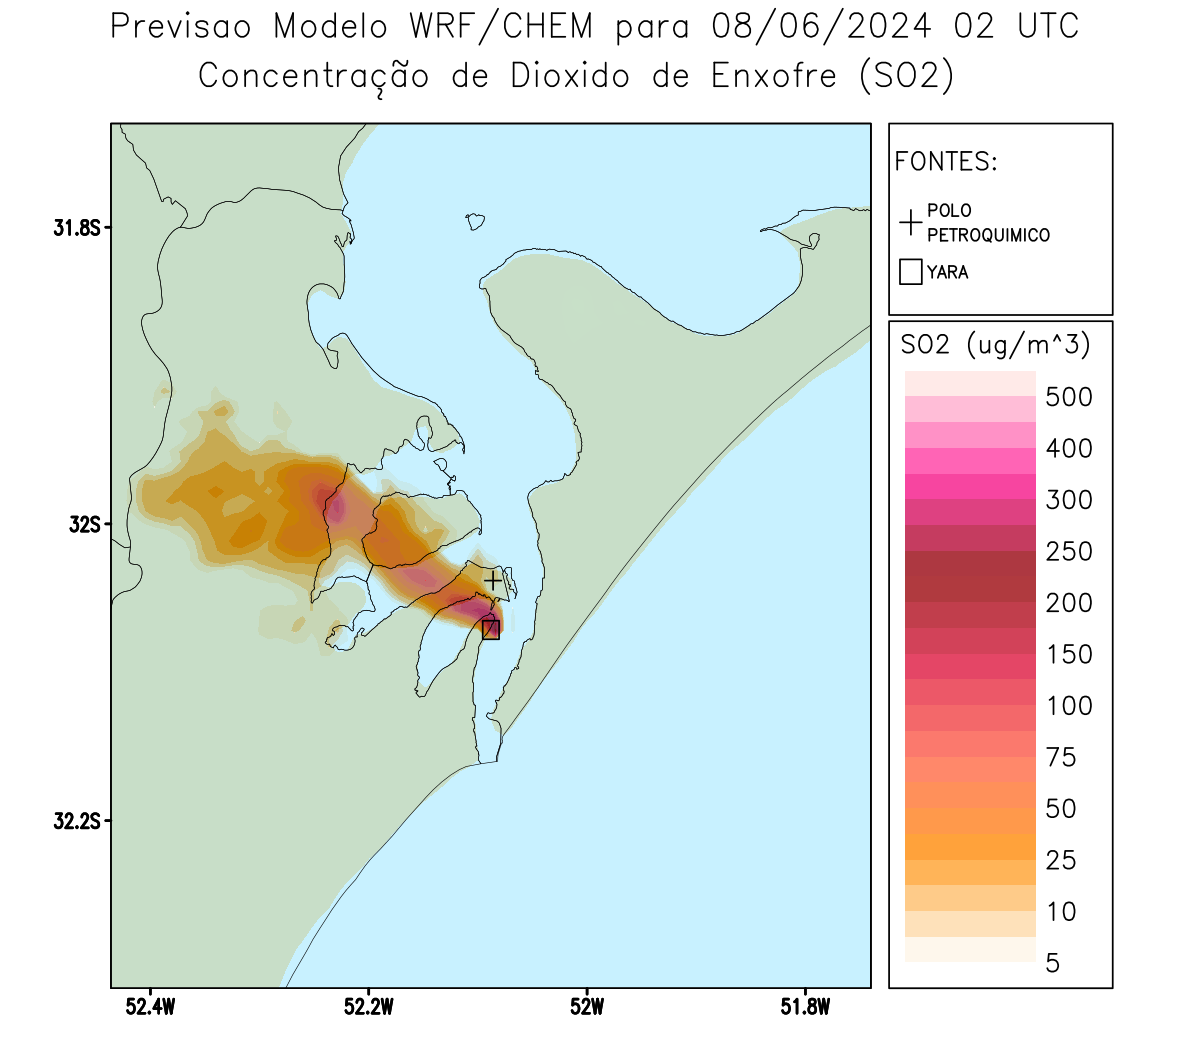 Previsao Modelo WRF/CHEM para 08/06/2024 02 UTC
Concentração de Dioxido de Enxofre (SO2)
FONTES:
POLO
PETROQUIMICO
YARA
SO2 (ug/m^3)
500
400
300
250
200
150
100
75
50
25
10
5
31.8S
32S
32.2S
52.4W
52.2W
52W
51.8W